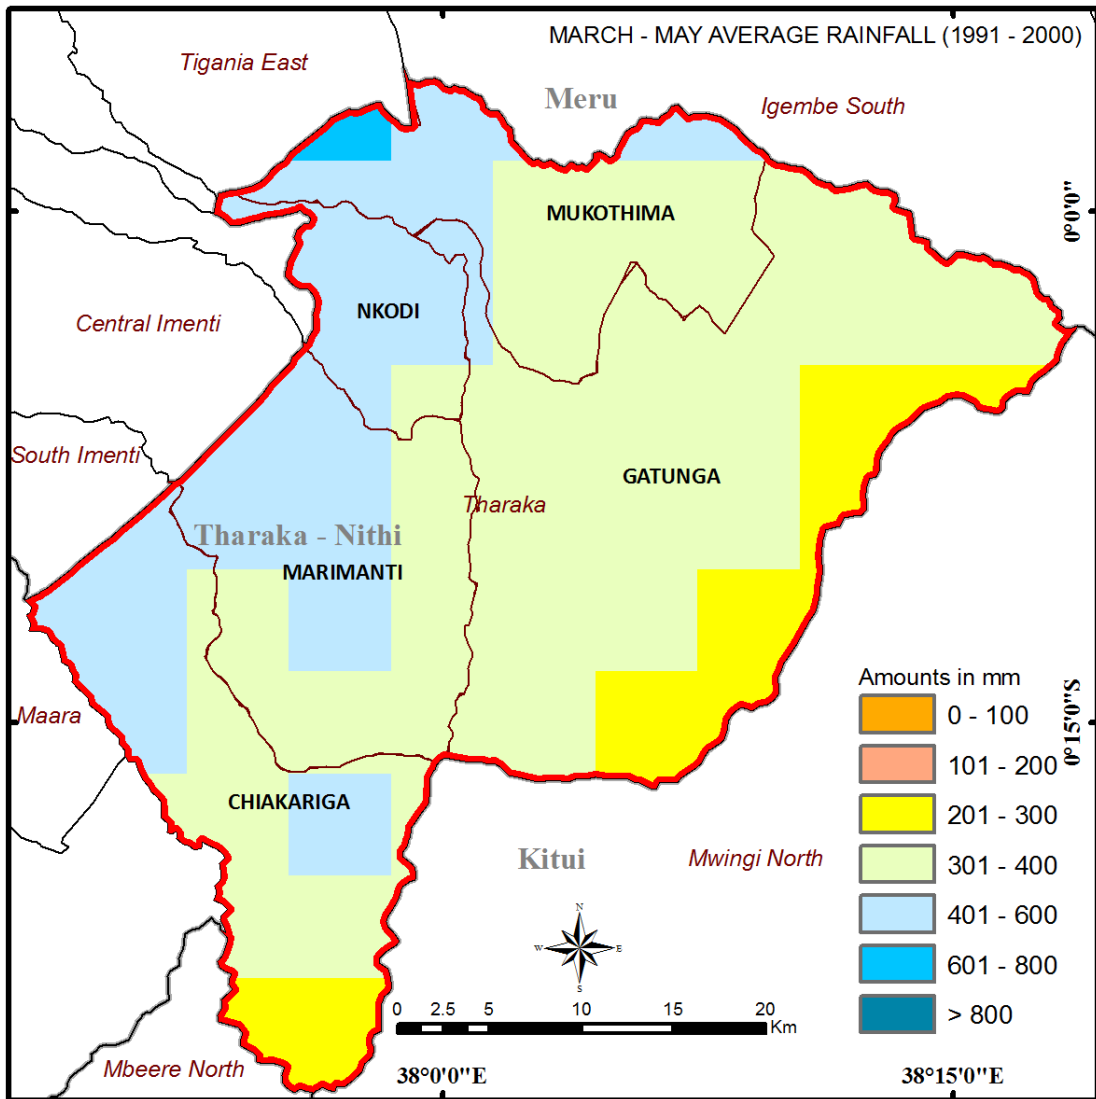 MARCH - MAY AVERAGE RAINFALL (1991 - 2000)
Tigania East
Meru
Igembe South
MUKOTHIMA
0°0'0"
NKODI
Central Imenti
South Imenti
GATUNGA
Tharaka
Tharaka - Nithi
MARIMANTI
Maara
Amounts in mm
0 - 100
101 - 200
201 - 300
301 - 400
401 - 600
601 - 800
> 800
0°15'0"S
CHIAKARIGA
Kitui
Mwingi North
N
W
E
S
0 2.5 5 10 15 20
Km
Mbeere North
38°0'0"E
38°15'0"E